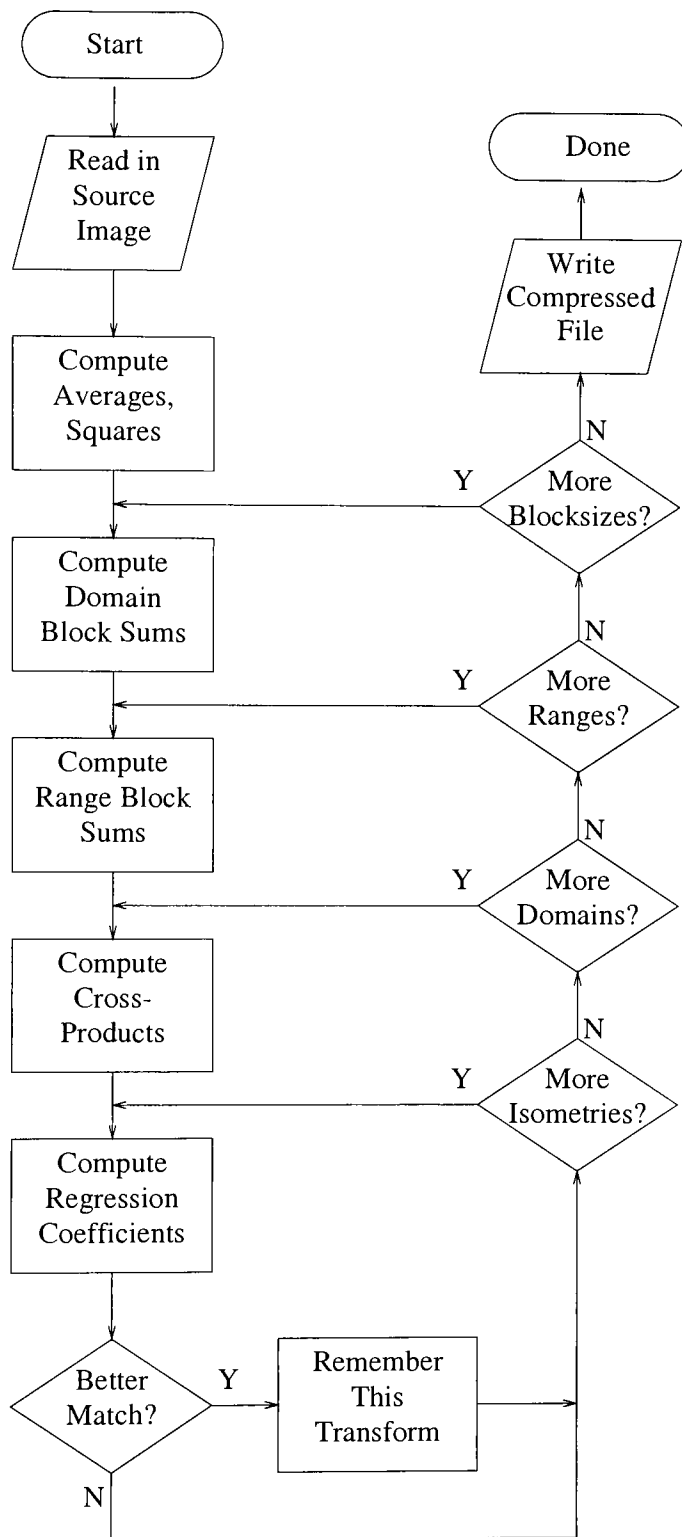 Start
Read in
Source
Image
Compute
Averages,
Squares
Compute
Domain
Block Sums
Compute
Range Block
Sums
Compute
Cross-
Products
Compute
Regression
Coefficients
Better
Match?
Y
N
Remember
This
Transform
More
Isometries?
Y
N
More
Domains?
Y
N
More
Ranges?
Y
N
More
Blocksizes?
Y
N
Write
Compressed
File
Done